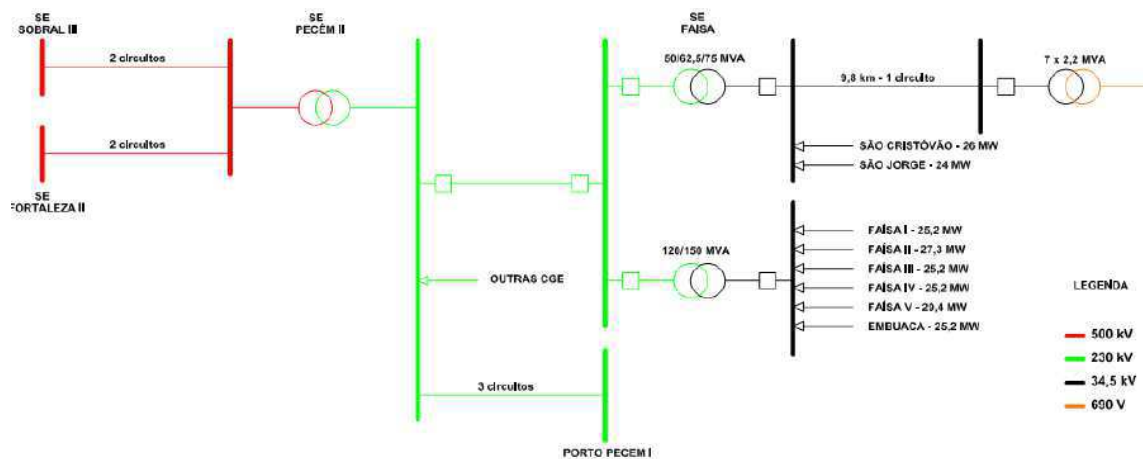 SE
SOBRAL III
SE
PECÉM II
SE
FAISA
2 circuitos
50/62,5/75 MVA
9,8 km - 1 circuito
7 x 2,2 MVA
2 circuitos
SE
FORTALEZA II
SÃO CRISTÓVÃO - 26 MW
SÃO JORGE - 24 MW
OUTRAS CGE
120/150 MVA
FAÍSA I - 25,2 MW
FAÍSA II - 27,3 MW
FAÍSA III - 25,2 MW
FAÍSA IV - 25,2 MW
FAÍSA V - 29,4 MW
EMBUACA - 25,2 MW
3 circuitos
PORTO PECEM I
LEGENDA
500 kV
230 kV
34,5 kV
690 V